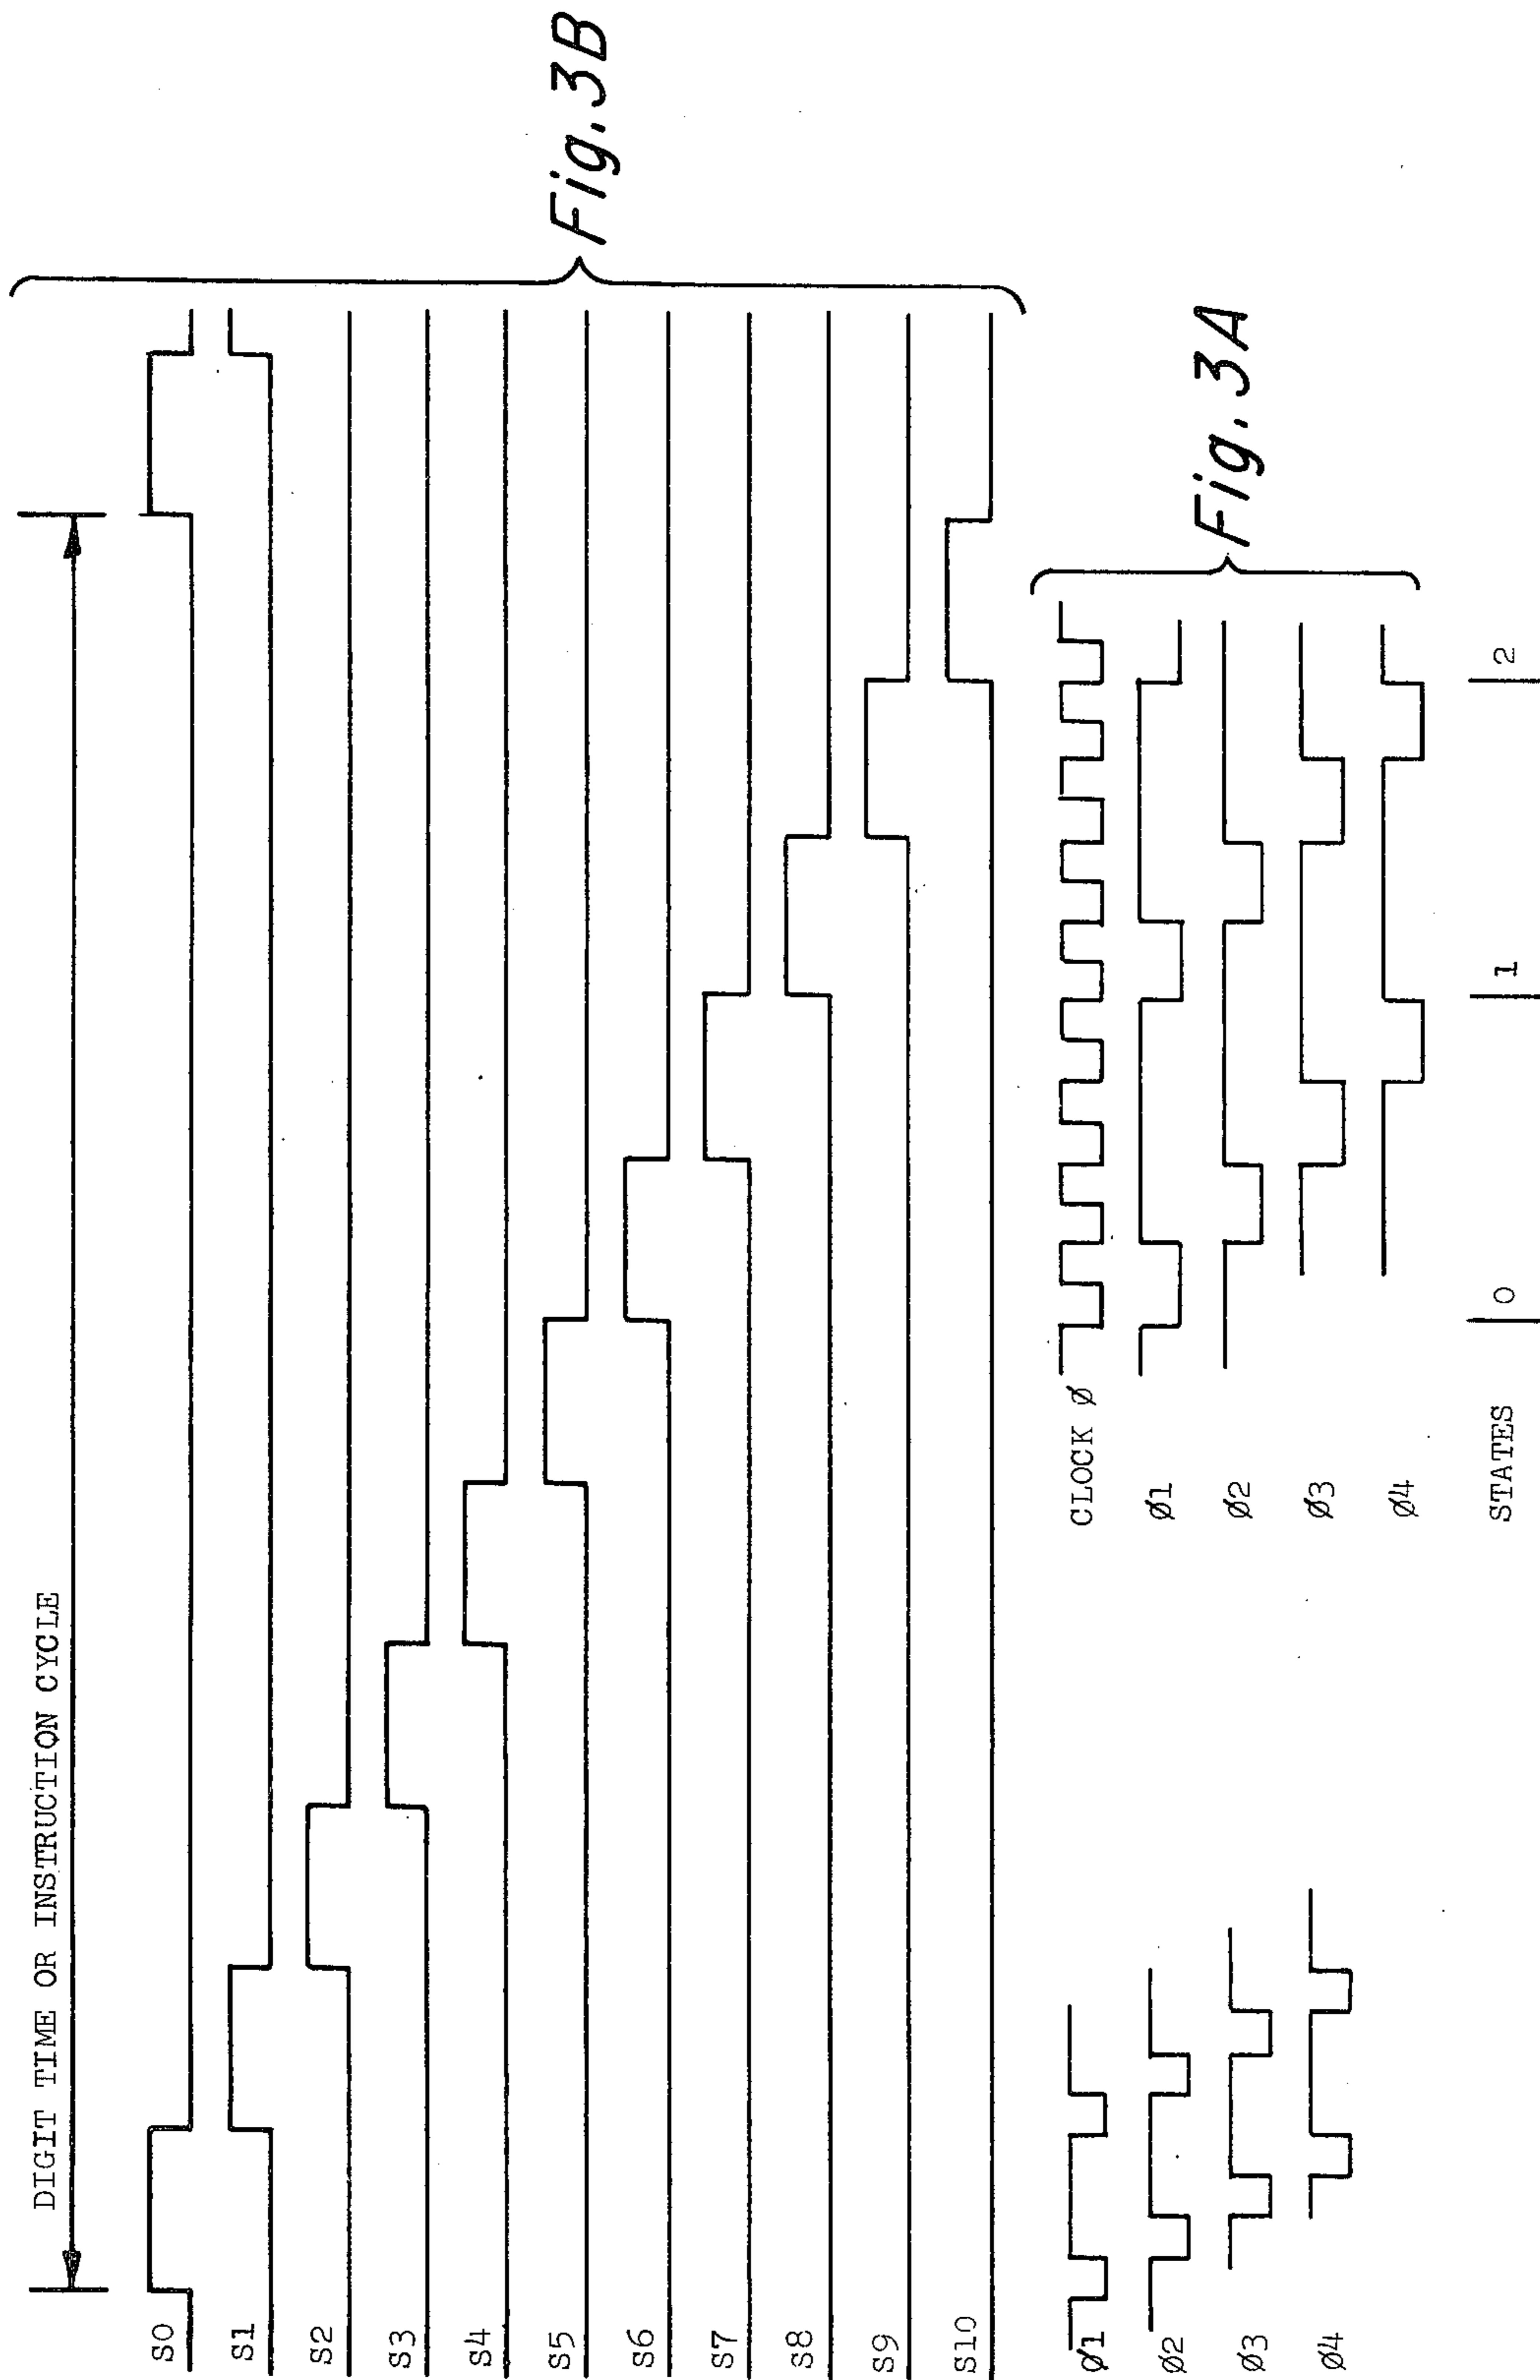 DIGIT TIME OR INSTRUCTION CYCLE
S0
S1
S2
S3
S4
S5
S6
S7
S8
S9
S10
Fig. 3B
Ø1
Ø2
Ø3
Ø4
CLOCK Ø
Ø1
Ø2
Ø3
Ø4
STATES
0
1
2
Fig. 3A